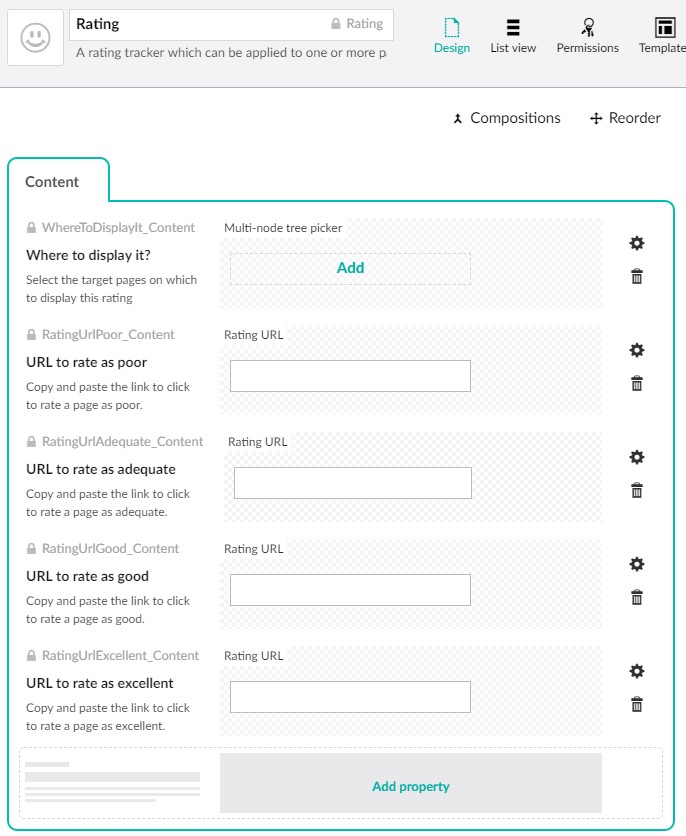 Rating
Rating
A rating tracker which can be applied to one or more
Design
List view
Permissions
Template
Compositions
Reorder
Content
WhereToDisplayIt_Content
Multi-node tree picker
Where to display it?
Add
Select the target pages on which
to display this rating
RatingUrlPoor_Content
Rating URL
URL to rate as poor
Copy and paste the link to click
to rate a page as poor.
RatingUrlAdequate_Content
Rating URL
URL to rate as adequate
Copy and paste the link to click
to rate a page as adequate.
RatingUrlGood_Content
Rating URL
URL to rate as good
Copy and paste the link to click
to rate a page as good.
RatingUrlExcellent_Content
Rating URL
URL to rate as excellent
Copy and paste the link to click
to rate a page as excellent.
Add property